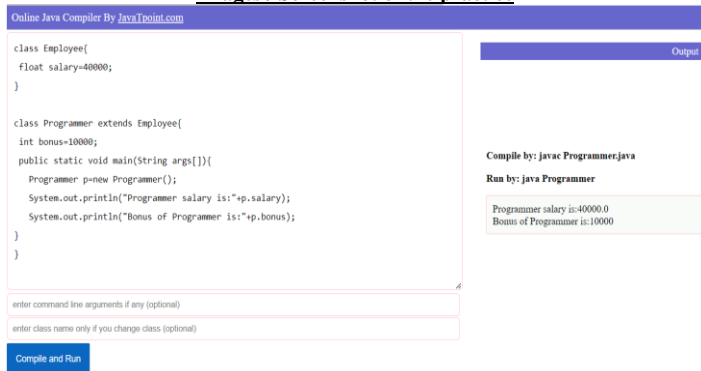 Online Java Compiler By JavaTpoint.com
class Employee{
float salary=40000;
}
class Programmer extends Employee{
int bonus=10000;
public static void main(String args[]){
Programmer p=new Programmer();
System.out.println("Programmer salary is:"+p.salary);
System.out.println("Bonus of Programmer is:"+p.bonus);
}
}
enter command line arguments if any (optional)
enter class name only if you change class (optional)
Compile and Run
Output
Compile by: javac Programmer.java
Run by: java Programmer
Programmer salary is:40000.0
Bonus of Programmer is:10000